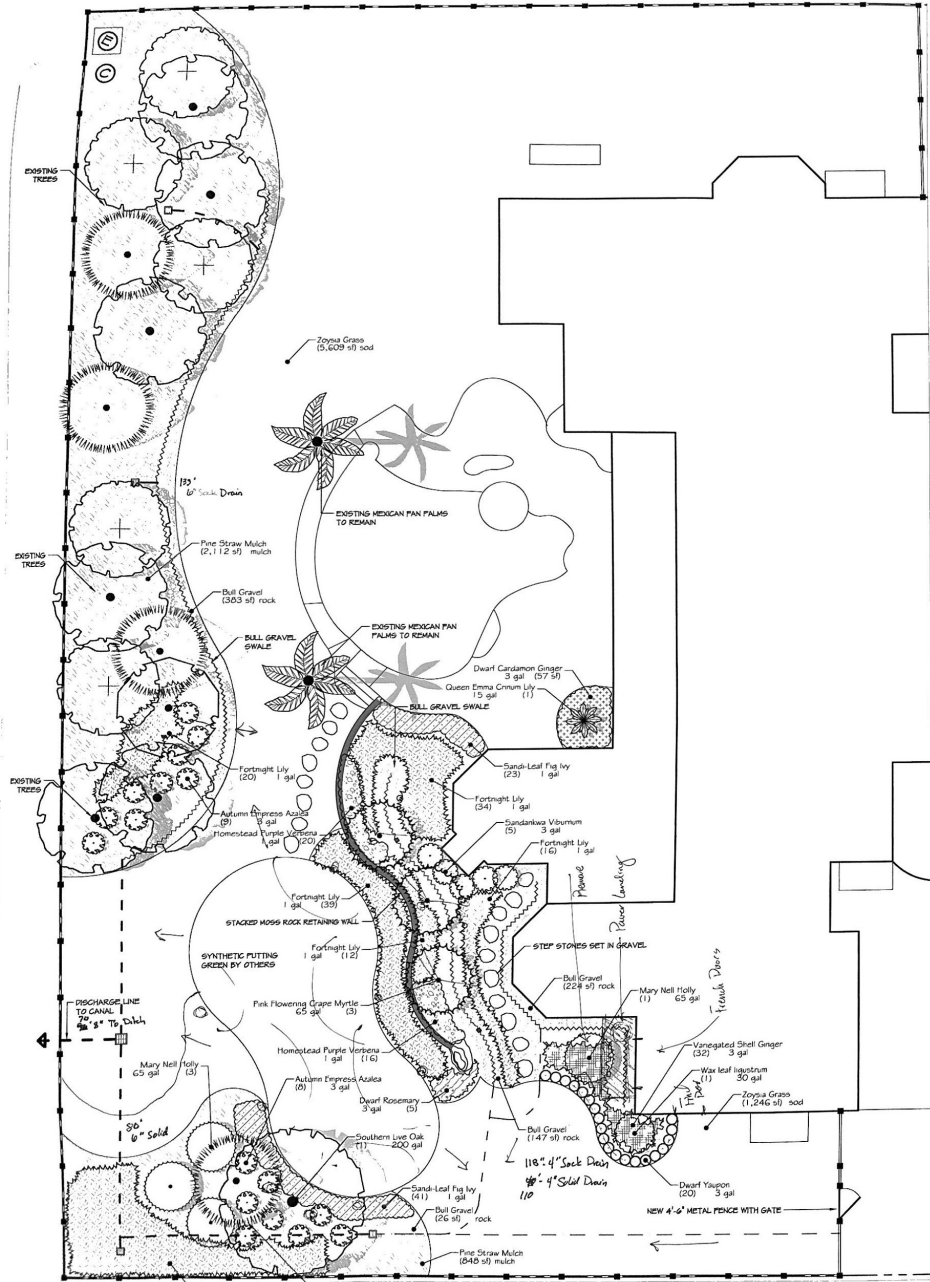 E
C
EXISTING
TREES
Zoysia Grass
(5,609 sf) sod
133'
6" Sock Drain
EXISTING MEXICAN FAN PALMS
TO REMAIN
Pine Straw Mulch
(2,112 sf) mulch
EXISTING
TREES
Bull Gravel
(383 sf) rock
BULL GRAVEL
SWALE
EXISTING MEXICAN FAN
PALMS TO REMAIN
Dwarf Cardamon Ginger
3 gal (57 sf)
Queen Emma Crinum Lily
15 gal (1)
BULL GRAVEL SWALE
Sandi-Leaf Fig Ivy
(23) 1 gal
Fortnight Lily
(20) 1 gal
Fortnight Lily
(34) 1 gal
EXISTING
TREES
Autumn Empress Azalea
(9) 3 gal
Homestead Purple Verbena
1 gal (20)
Sandankwa Viburnum
(5) 3 gal
Fortnight Lily
(16) 1 gal
Remove
Paver Landing
Fortnight Lily
1 gal (39)
STACKED MOSS ROCK RETAINING WALL
Fortnight Lily
1 gal (12)
SYNTHETIC PUTTING
GREEN BY OTHERS
STEP STONES SET IN GRAVEL
Bull Gravel
(224 sf) rock
French Doors
Mary Nell Holly
(1) 65 gal
Pink Flowering Crape Myrtle
65 gal (3)
DISCHARGE LINE
TO CANAL
70
8" To Ditch
Variegated Shell Ginger
(32) 3 gal
Homestead Purple Verbena
1 gal (16)
Wax leaf ligustrum
(1) 30 gal
Mary Nell Holly
65 gal (3)
Autumn Empress Azalea
(8) 3 gal
Dwarf Rosemary
3 gal (5)
Zoysia Grass
(1,246 sf) sod
Bull Gravel
(147 sf) rock
6" Solid
Southern Live Oak
(1) 200 gal
118" 4" Sock Drain
4" Solid Drain
110
Sandi-Leaf Fig Ivy
(41) 1 gal
Dwarf Yaupon
(20) 3 gal
Bull Gravel
(26 sf) rock
NEW 4'-6" METAL FENCE WITH GATE
Pine Straw Mulch
(848 sf) mulch